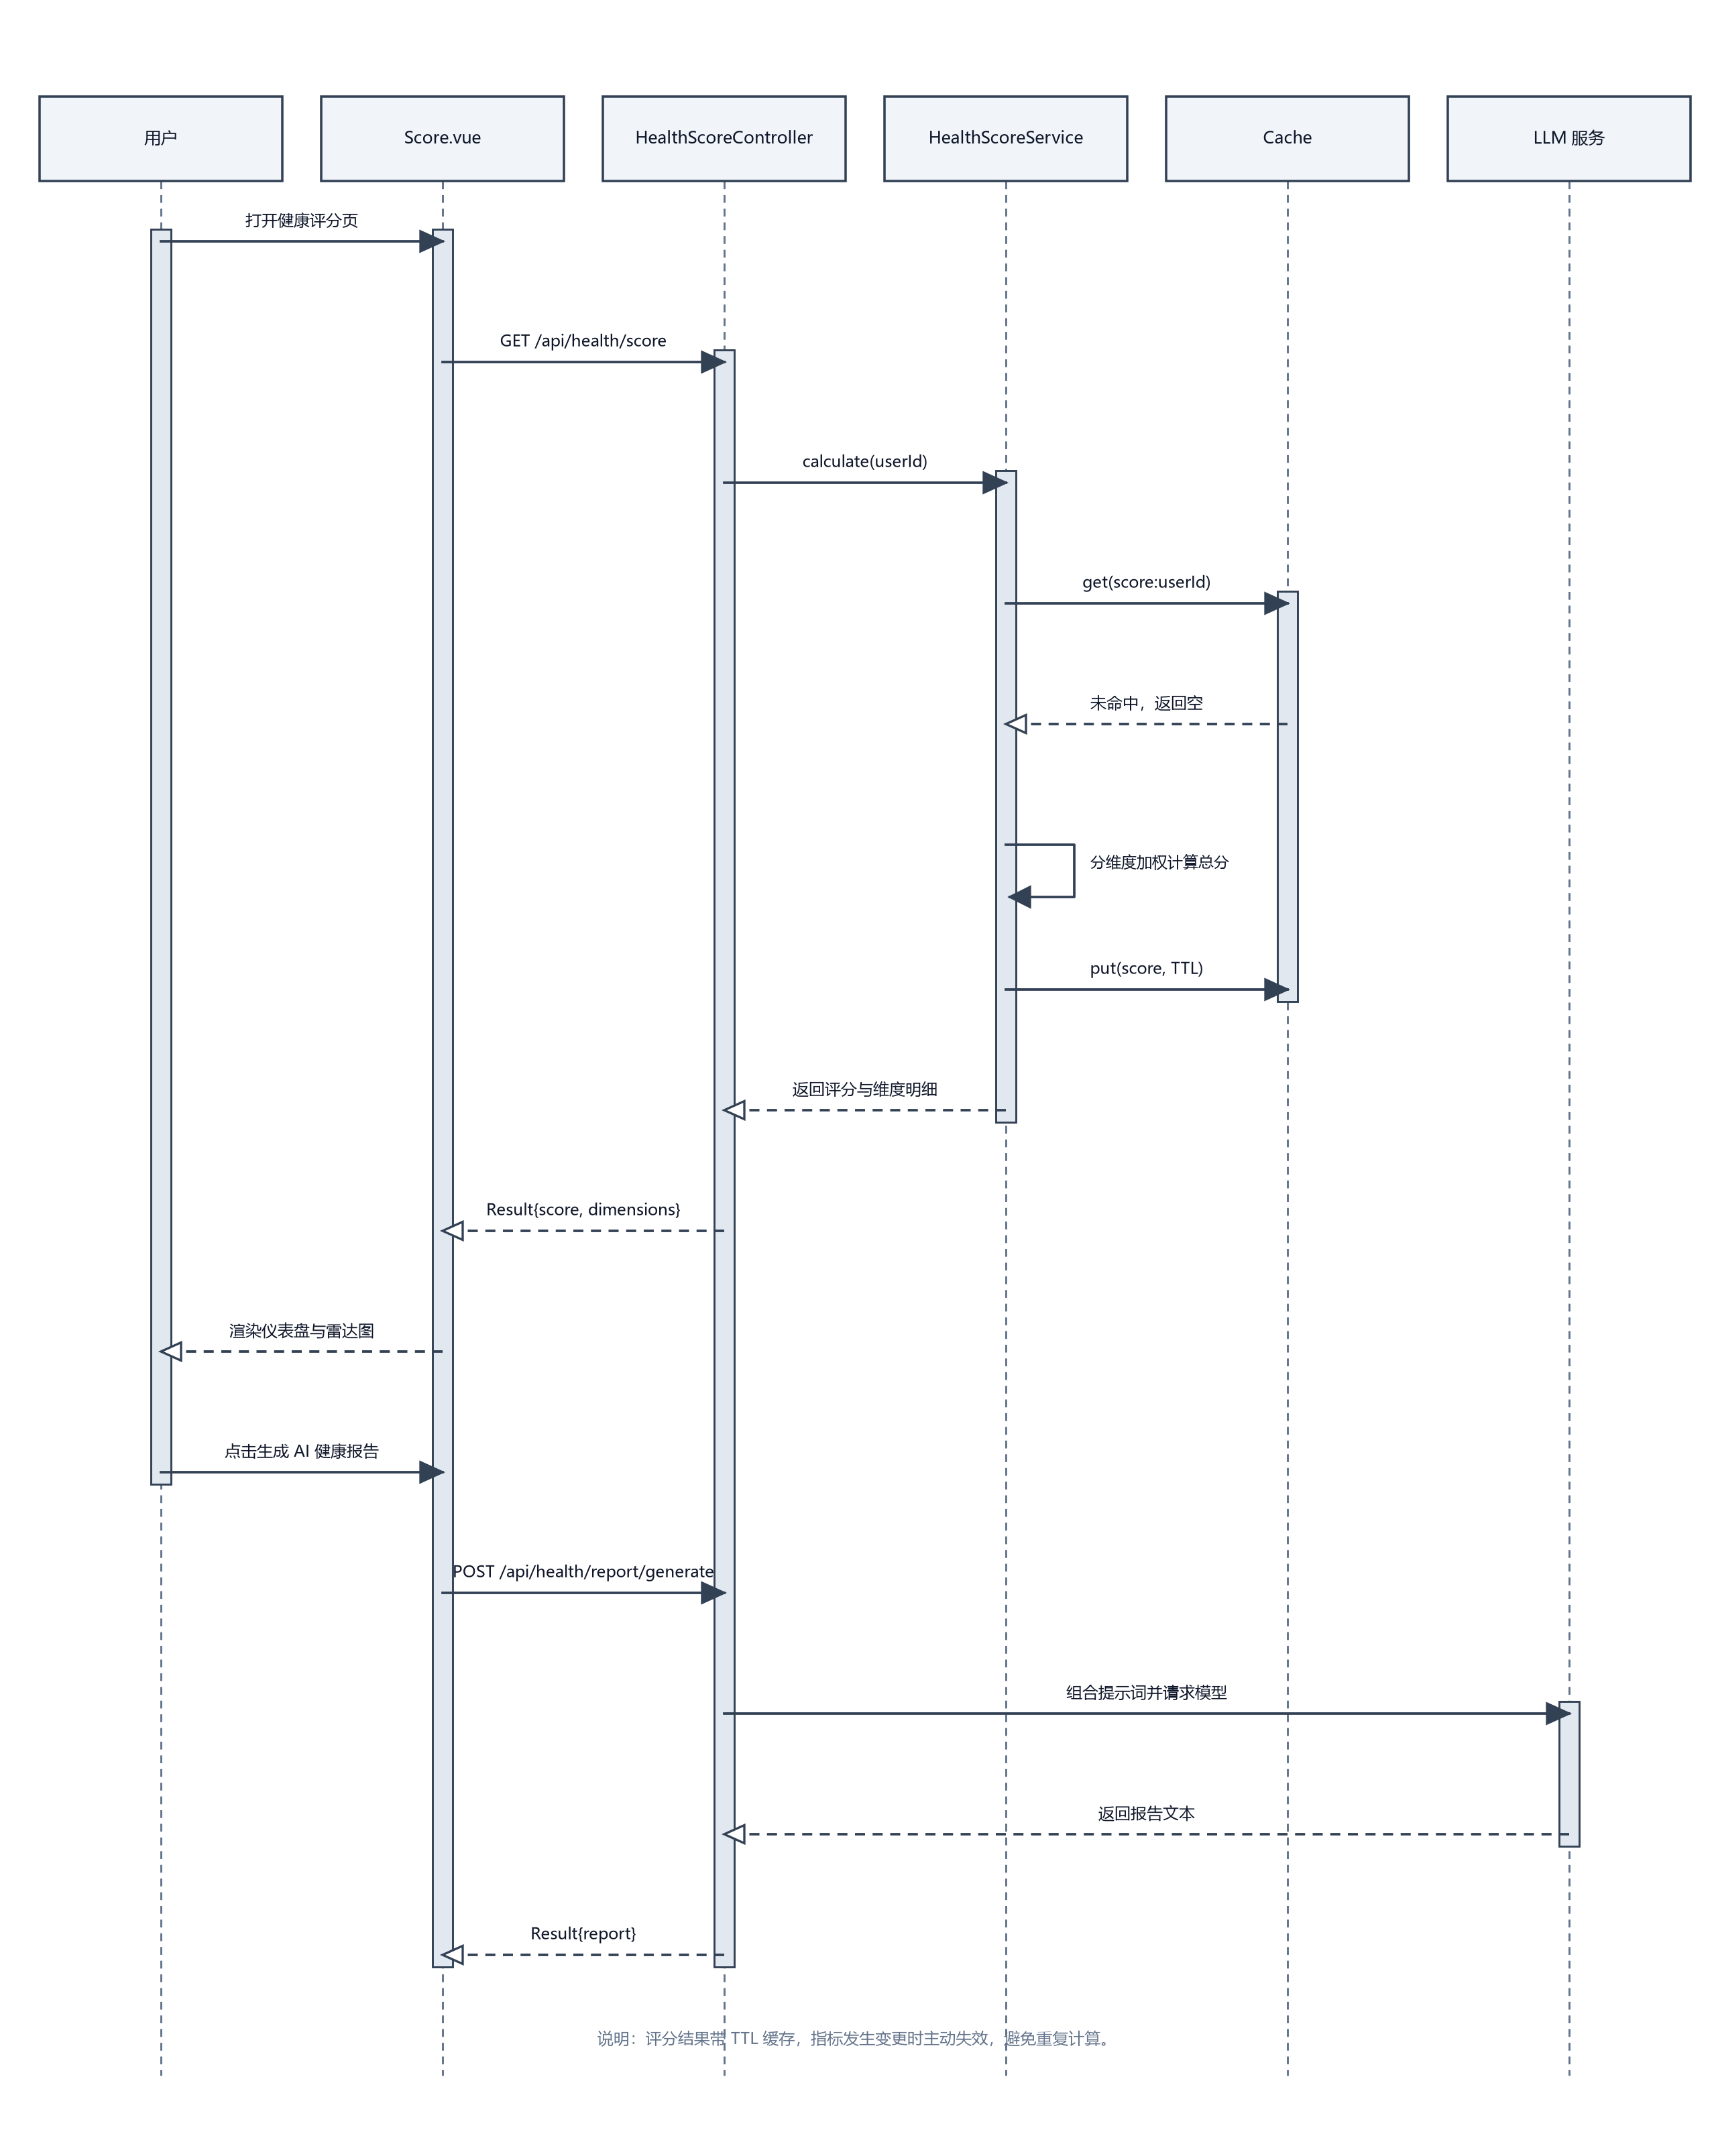 用户
Score.vue
HealthScoreController
HealthScoreService
Cache
LLM 服务
打开健康评分页
GET /api/health/score
calculate(userId)
get(score:userId)
未命中，返回空
分维度加权计算总分
put(score, TTL)
返回评分与维度明细
Result{score, dimensions}
渲染仪表盘与雷达图
点击生成 AI 健康报告
POST /api/health/report/generate
组合提示词并请求模型
返回报告文本
Result{report}
说明：评分结果带 TTL 缓存，指标发生变更时主动失效，避免重复计算。